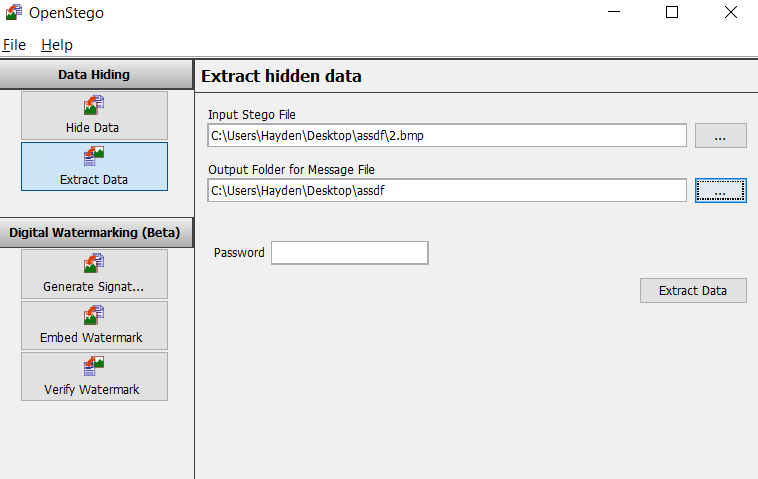 OpenStego
File Help
Data Hiding
Hide Data
Extract Data
Digital Watermarking (Beta)
Generate Signat...
Embed Watermark
Verify Watermark
Extract hidden data
Input Stego File
C:\Users\Hayden\Desktop\assdf\2.bmp
...
Output Folder for Message File
C:\Users\Hayden\Desktop\assdf
...
Password
Extract Data